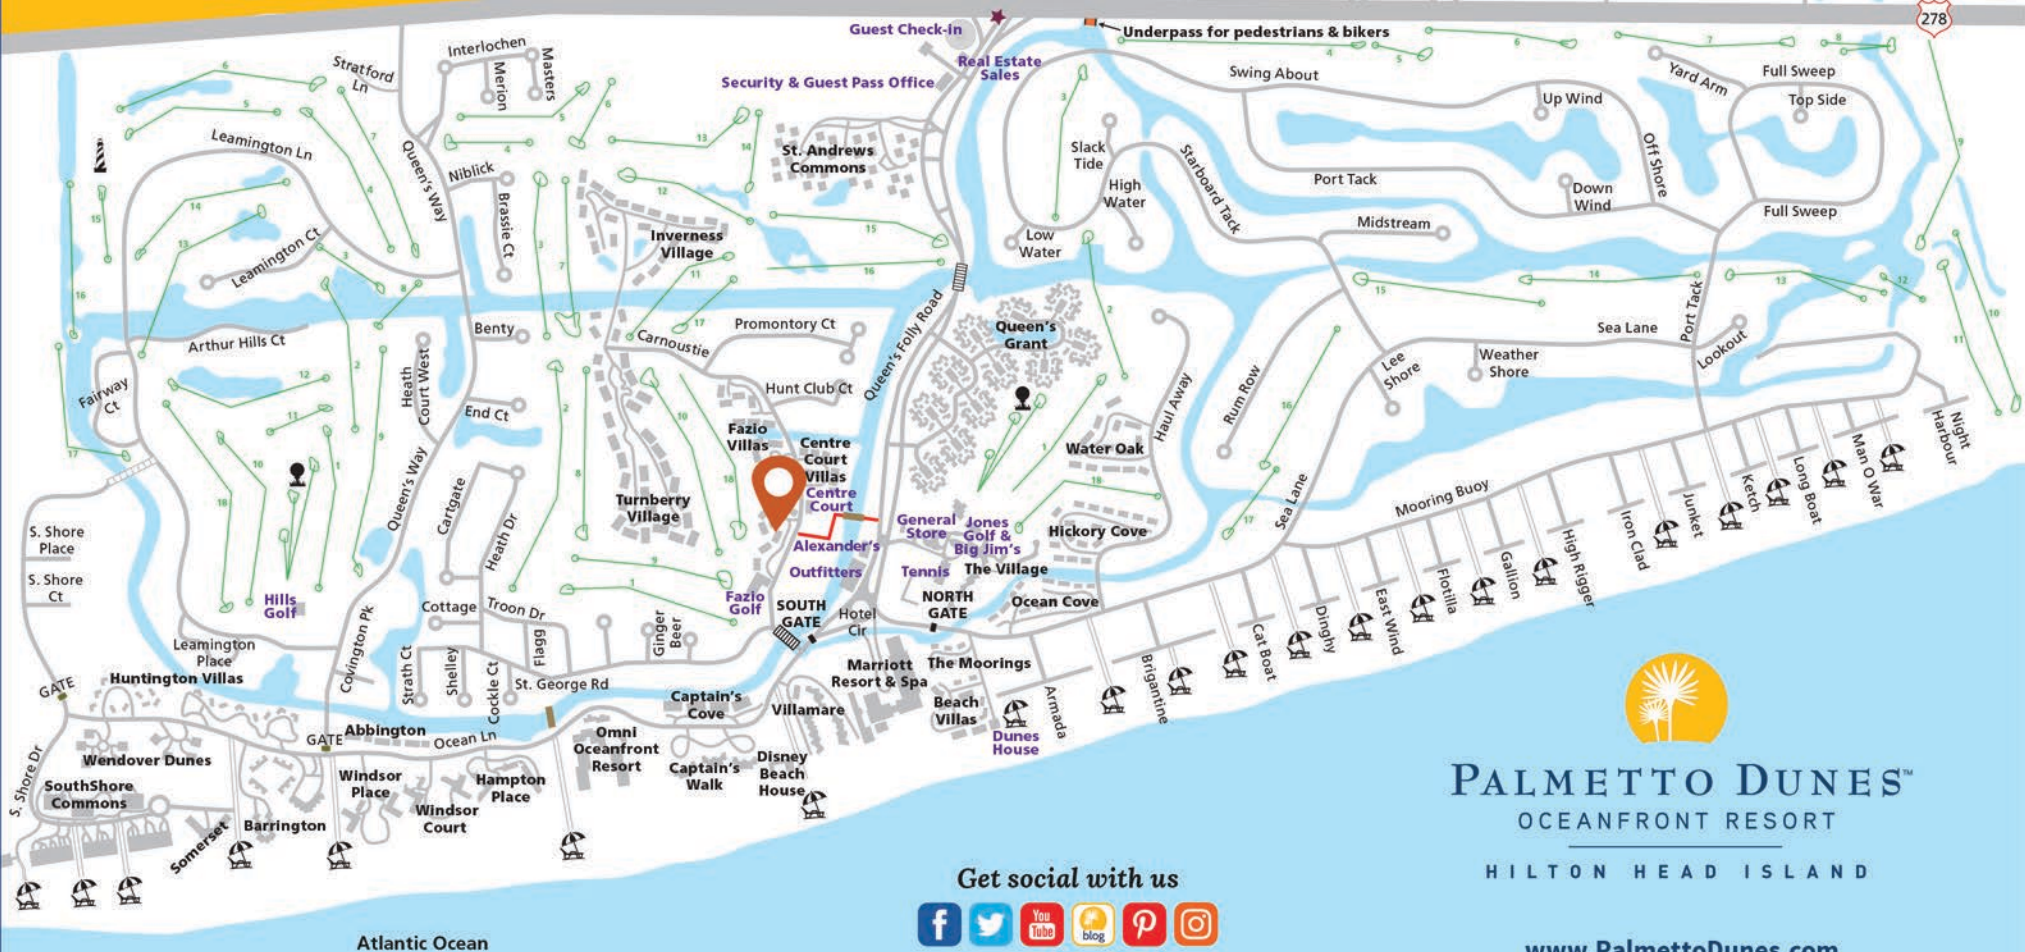 278
Guest Check-in
Underpass for pedestrians & bikers
Real Estate
Sales
Security & Guest Pass Office
Interlochen
Stratford
Ln
Merion
Masters
Leamington Ln
Queen's Way
Niblick
Brassie Ct
St. Andrews
Commons
Slack
Tide
High
Water
Low
Water
Swing About
Starboard Tack
Port Tack
Up Wind
Down
Wind
Off Shore
Yard Arm
Full Sweep
Top Side
Full Sweep
Midstream
Inverness
Village
Leamington Ct
Arthur Hills Ct
Benty
Carnoustie
Promontory Ct
Queen's Folly Road
Queen's
Grant
Hunt Club Ct
Haul Away
Rum Row
Lee
Shore
Weather
Shore
Sea Lane
Port Tack
Lookout
Night
Harbour
Fairway
Ct
Heath
Court West
End Ct
Queen's Way
Cartgate
Heath Dr
Fazio
Villas
Centre
Court
Villas
Centre
Court
Turnberry
Village
Alexander's
Outfitters
General
Store
Jones
Golf &
Big Jim's
Tennis
The Village
Water Oak
Hickory Cove
Ocean Cove
Sea Lane
Mooring Buoy
S. Shore
Place
S. Shore
Ct
Hills
Golf
Fazio
Golf
SOUTH
GATE
Hotel
Cir
NORTH
GATE
Cottage
Troon Dr
Flagg
Ginger
Beer
Leamington
Place
Covington Pk
Strath Ct
Shelley
Cockle Ct
St. George Rd
GATE
Huntington Villas
GATE
Abbington
Ocean Ln
Captain's
Cove
Villamare
Marriott
Resort & Spa
The Moorings
Beach
Villas
Dunes
House
Armada
Brigantine
Cat Boat
Dinghy
East Wind
Flotilla
Gallion
High Rigger
Iron Clad
Junket
Ketch
Long Boat
Man O War
S. Shore Dr
Wendover Dunes
SouthShore
Commons
Somerset
Barrington
Windsor
Place
Windsor
Court
Hampton
Place
Omni
Oceanfront
Resort
Captain's
Walk
Disney
Beach
House
Atlantic Ocean
Get social with us
You
Tube
blog
PALMETTO DUNES™
OCEANFRONT RESORT
HILTON HEAD ISLAND
www.PalmettoDunes.com